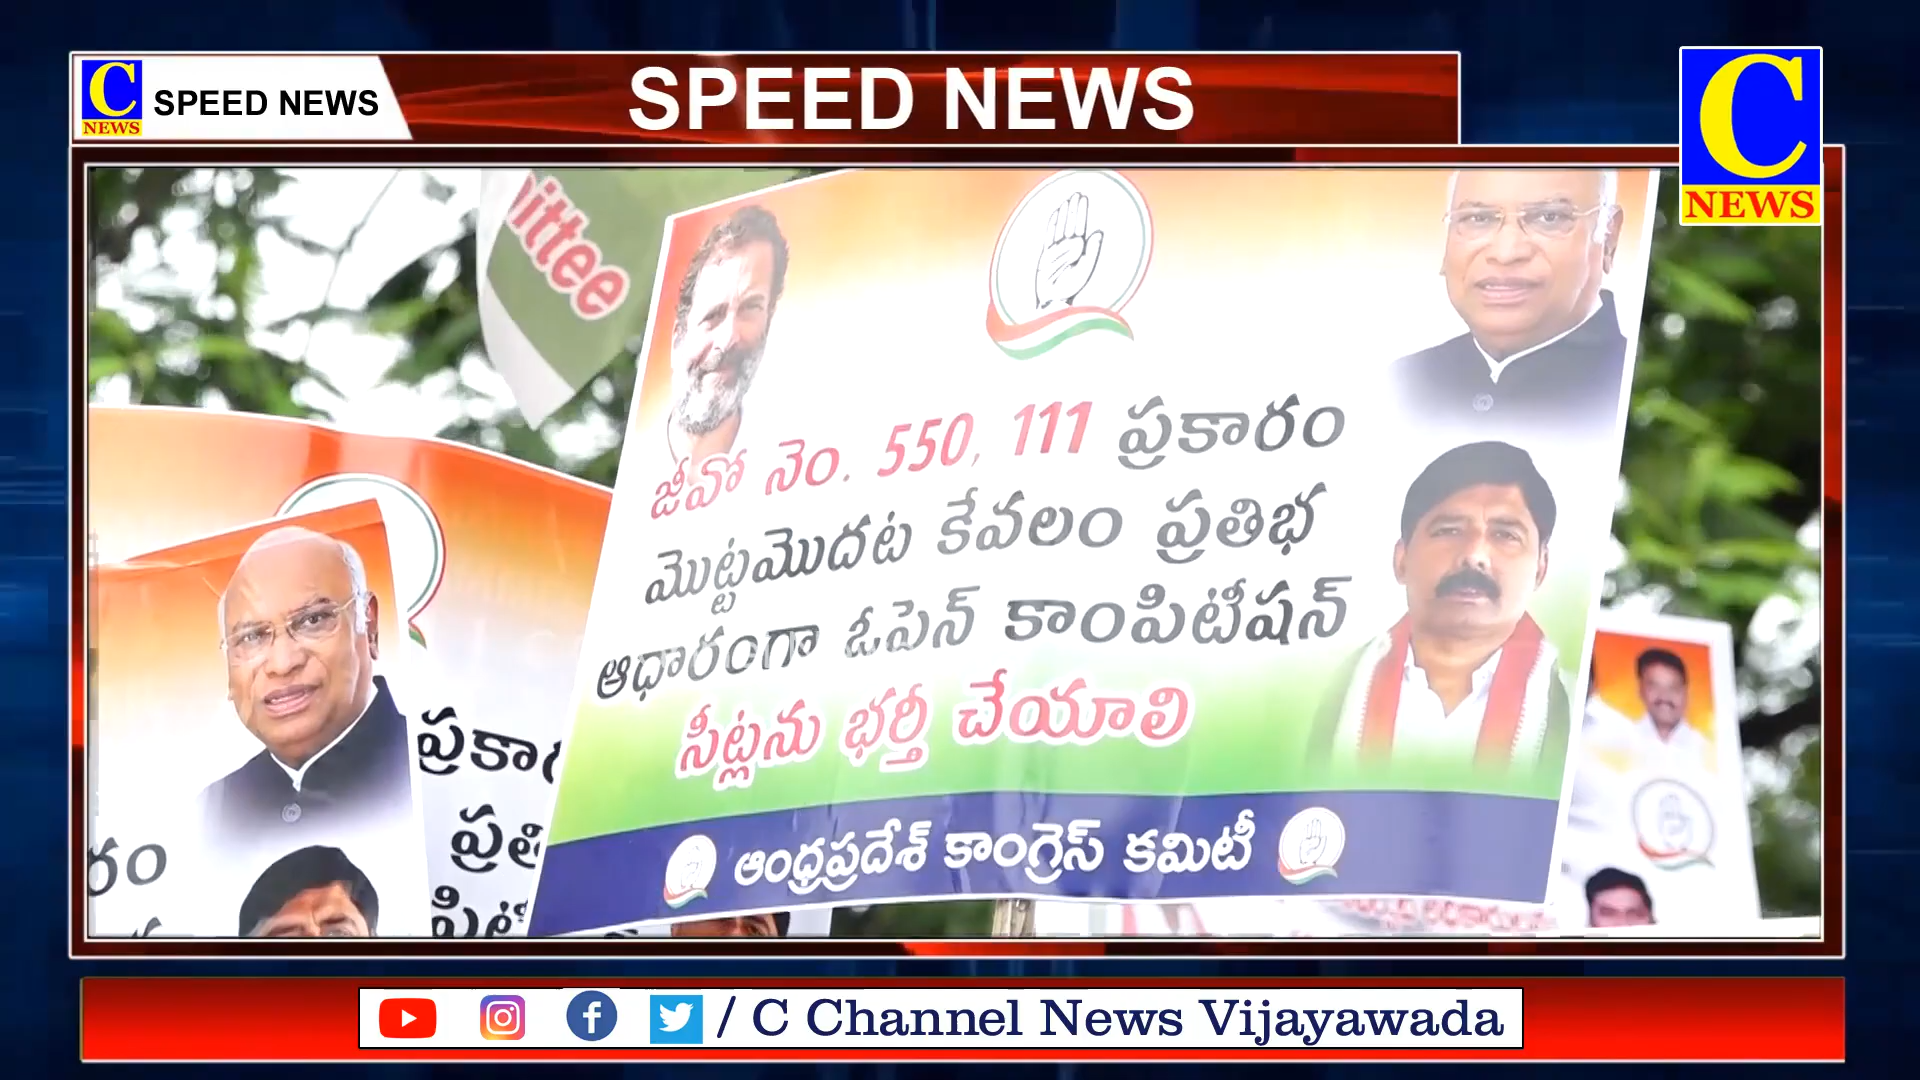 C
NEWS
SPEED NEWS
SPEED NEWS
C
NEWS
జీవో నెం. 550, 111 ప్రకారం
మొట్టమొదట కేవలం ప్రతిభ
ఆధారంగా ఓపెన్ కాంపిటీషన్
సీట్లను భర్తీ చేయాలి
ఆంధ్రప్రదేశ్ కాంగ్రెస్ కమిటీ
/ C Channel News Vijayawada